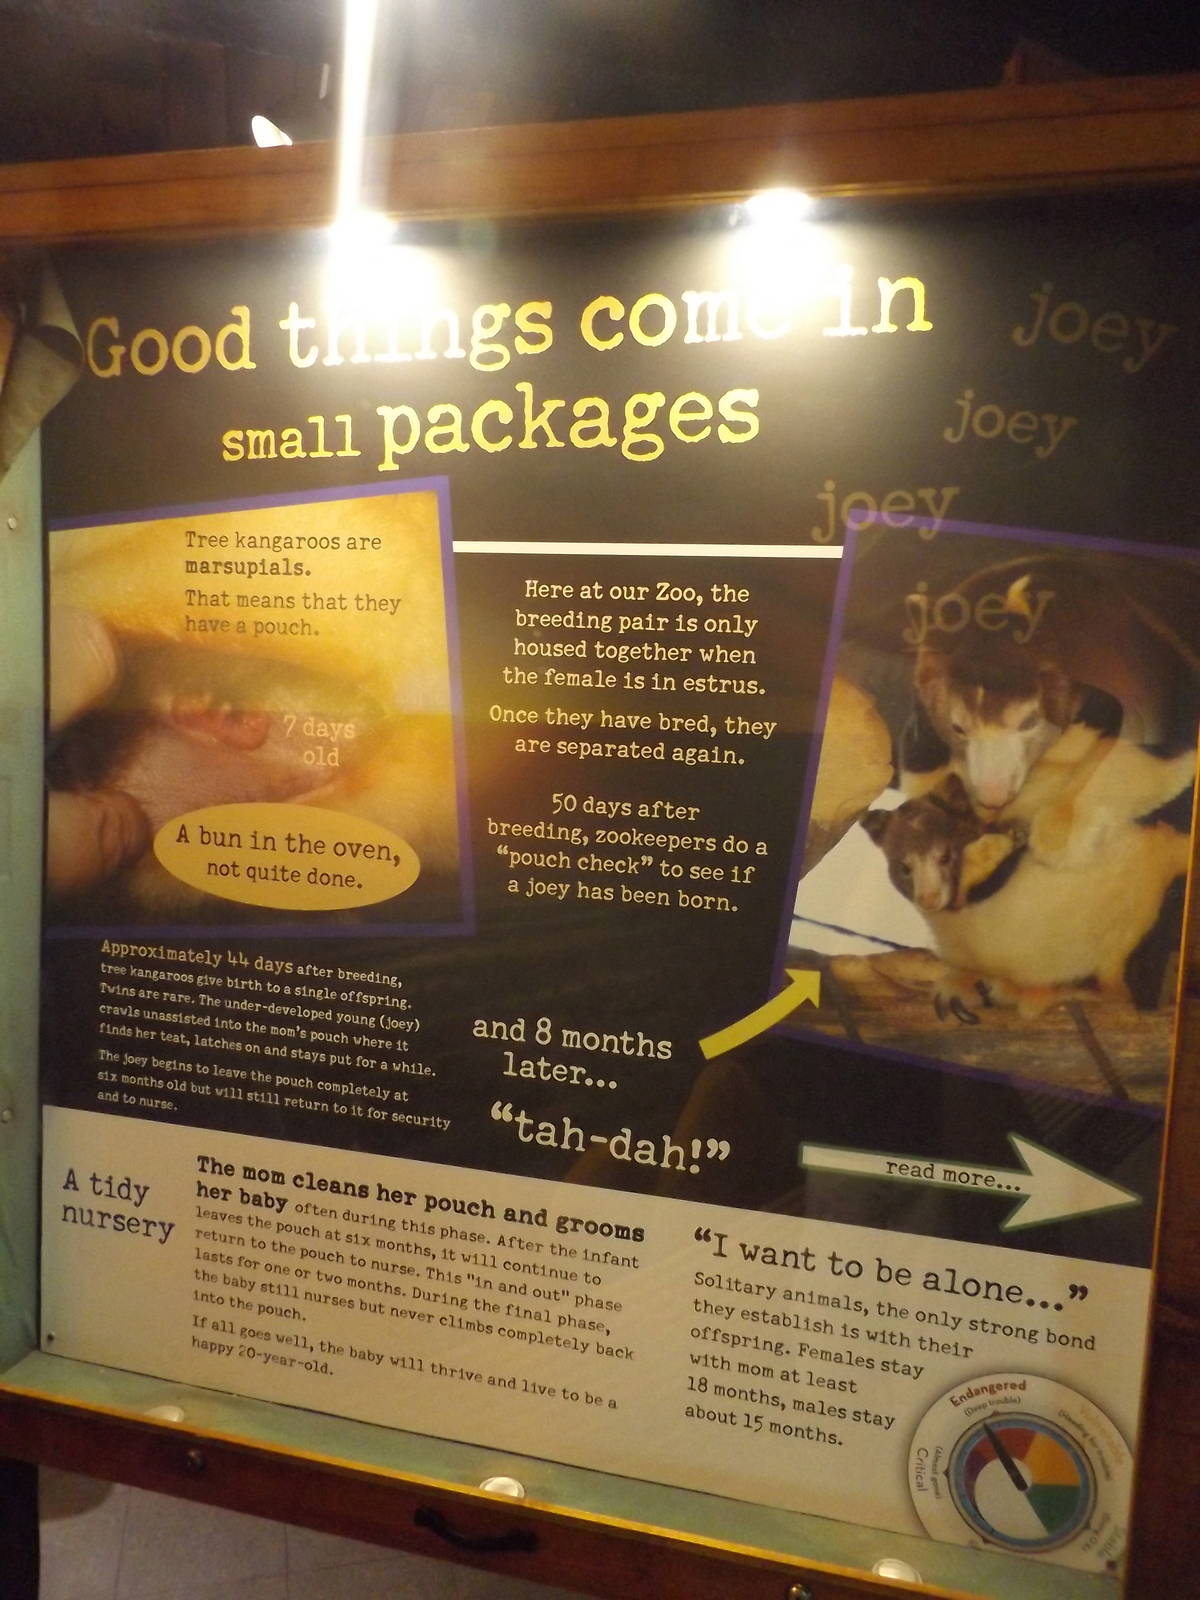 Good things come in
small packages
joey
joey
joey
joey
Tree kangaroos are
marsupials.
That means that they
have a pouch.
7 days
old
A bun in the oven,
not quite done.
Here at our Zoo, the
breeding pair is only
housed together when
the female is in estrus.
Once they have bred, they
are separated again.
50 days after
breeding, zookeepers do a
“pouch check” to see if
a joey has been born.
Approximately 44 days after breeding,
tree kangaroos give birth to a single offspring.
Twins are rare. The under-developed young (joey)
crawls unassisted into the mom's pouch where it
finds her teat, latches on and stays put for a while.
The joey begins to leave the pouch completely at
six months old but will still return to it for security
and to nurse.
and 8 months
later...
“tah-dah!”
read more...
A tidy
nursery
The mom cleans her pouch and grooms
her baby often during this phase. After the infant
leaves the pouch at six months, it will continue to
return to the pouch to nurse. This "in and out" phase
lasts for one or two months. During the final phase,
the baby still nurses but never climbs completely back
into the pouch.
If all goes well, the baby will thrive and live to be a
happy 20-year-old.
“I want to be alone...”
Solitary animals, the only strong bond
they establish is with their
offspring. Females stay
with mom at least
18 months, males stay
about 15 months.
Endangered
(Deep trouble)
Vulnerable
(Heading for trouble)
Critical
(Almost gone)
Stable